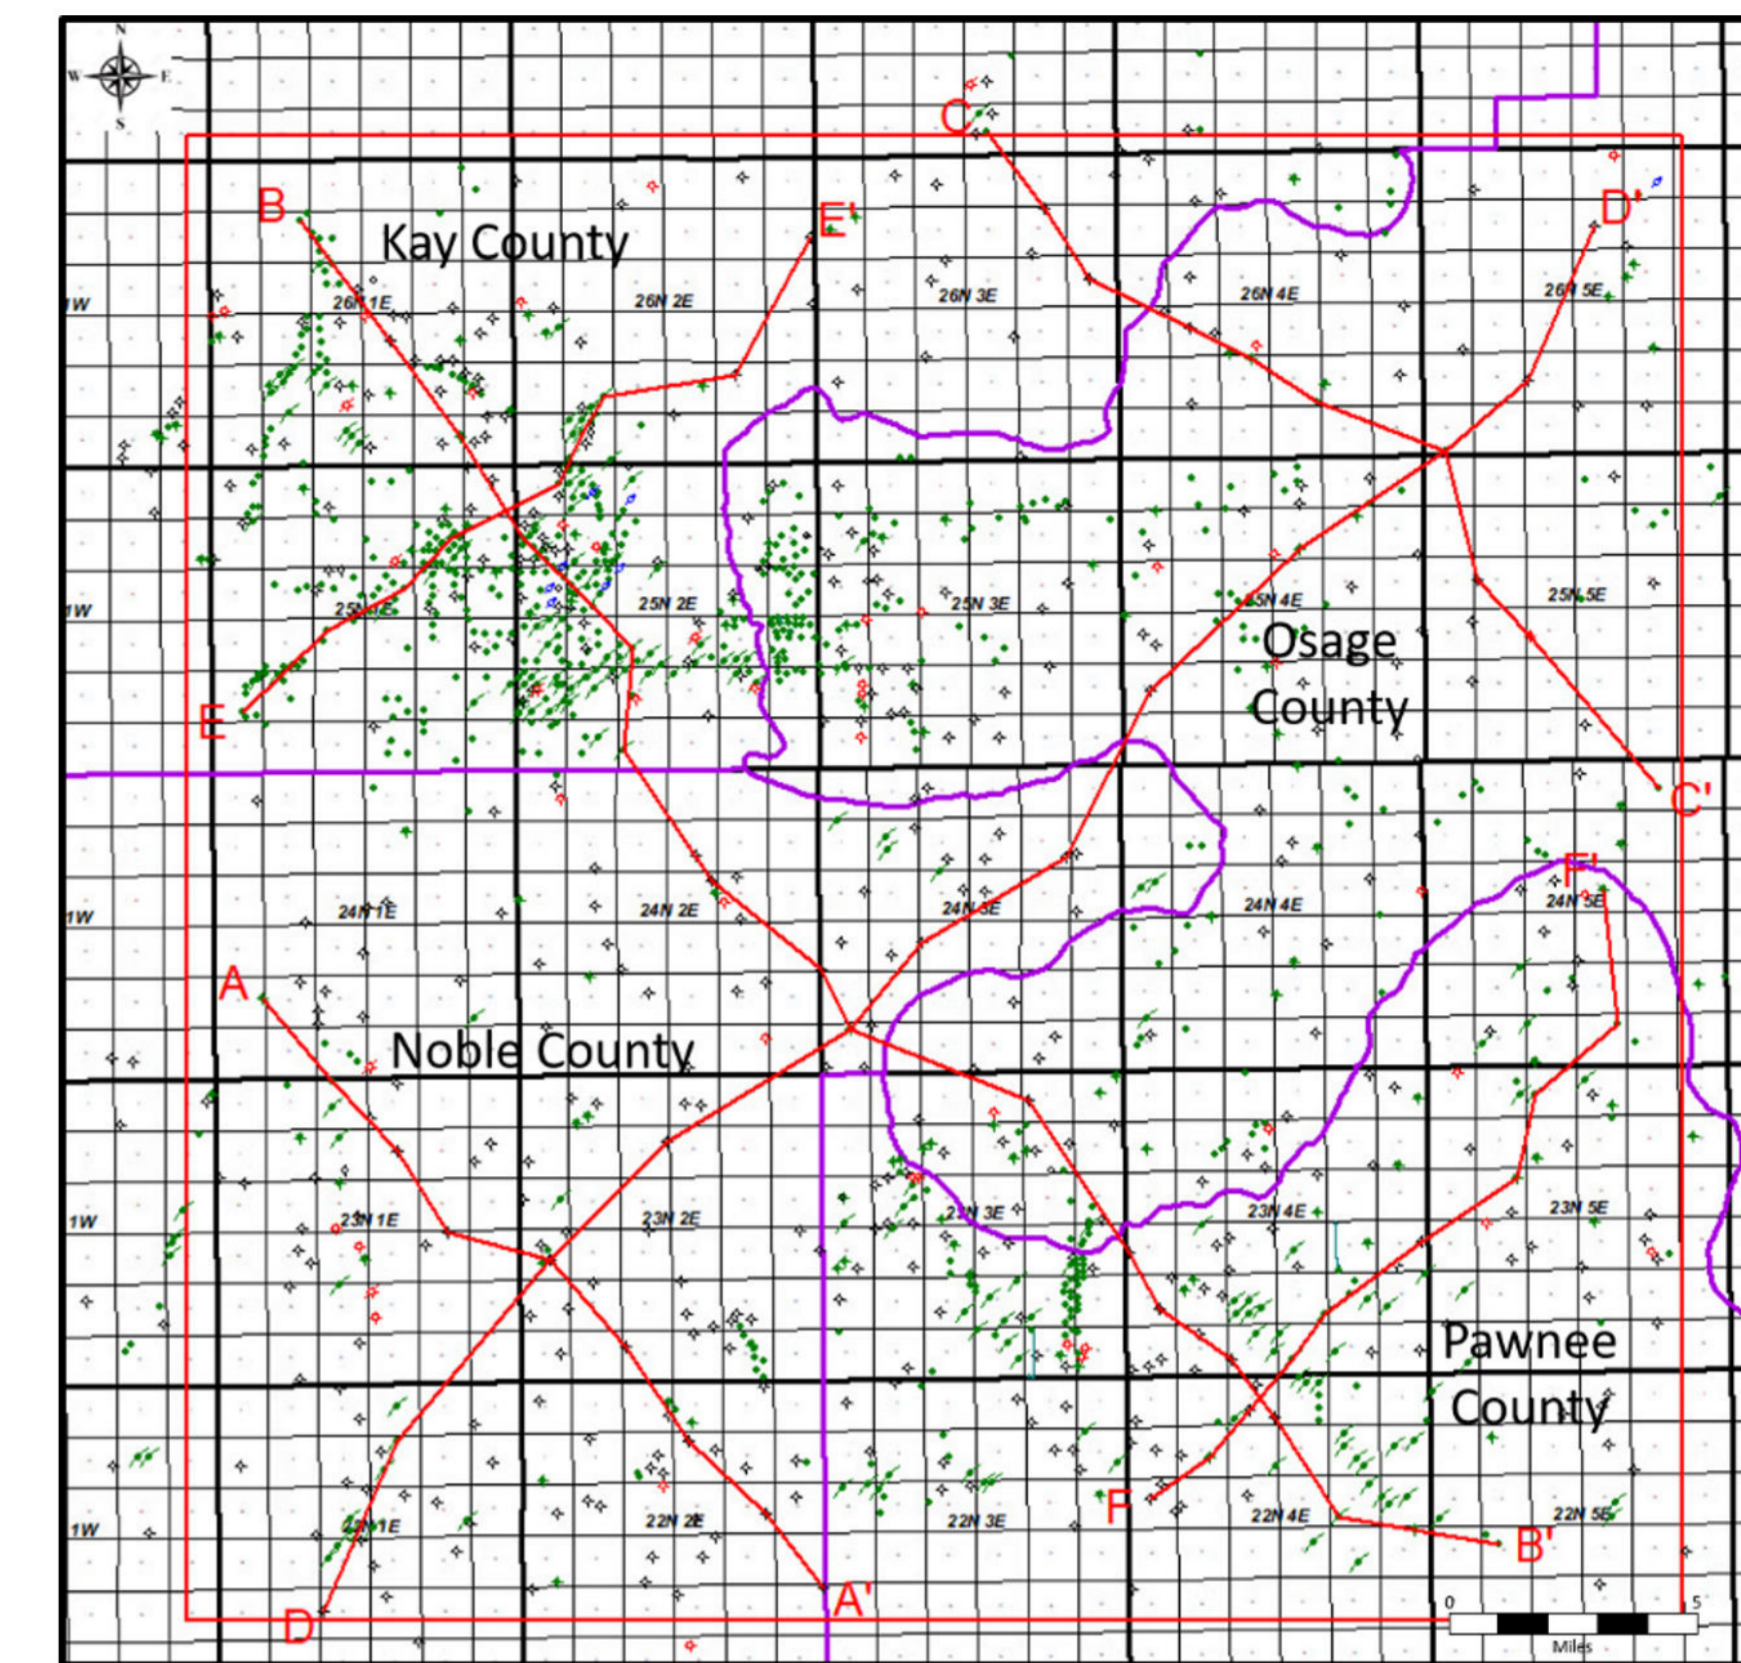 N
W E
S
C
B
Kay County
E'
D'
1W
26N 1E
26N 2E
26N 3E
26N 4E
26N 5E
1W
25N 1E
25N 2E
25N 3E
25N 4E
25N 5E
Osage
County
E
C'
F'
1W
24N 1E
24N 2E
24N 3E
24N 4E
24N 5E
A
Noble County
1W
23N 1E
23N 2E
23N 4E
23N 5E
Pawnee
County
F
1W
22N 1E
22N 2E
22N 3E
22N 4E
22N 5E
B'
D
A'
0 5
Miles